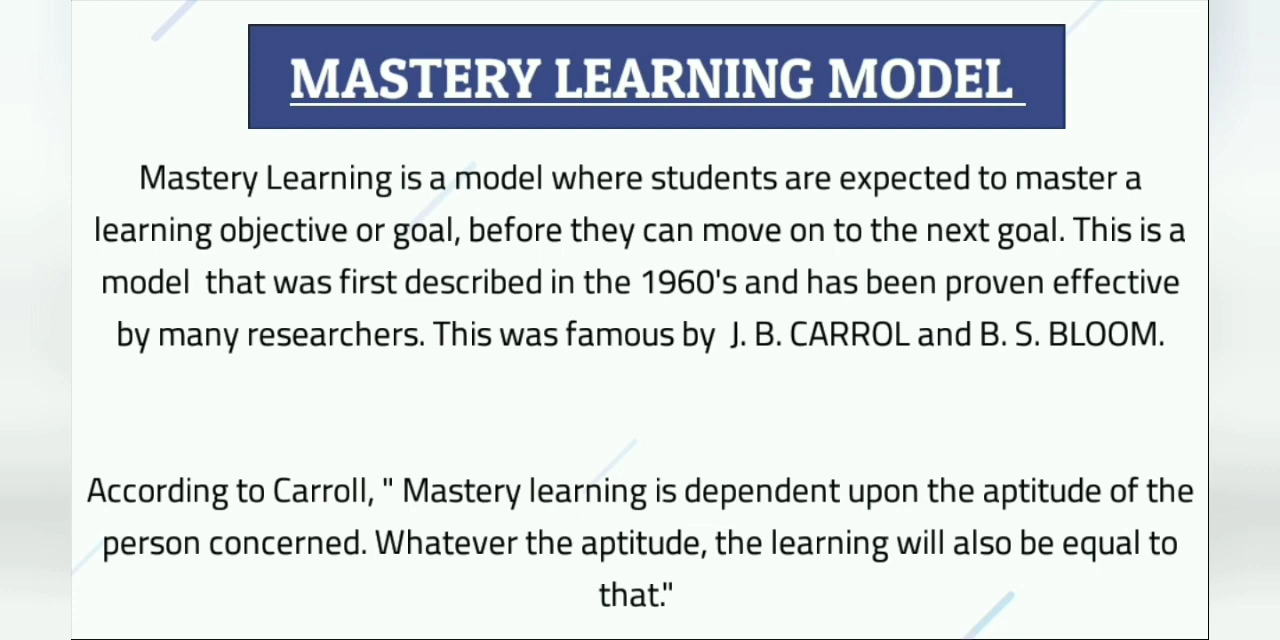 MASTERY LEARNING MODEL
Mastery Learning is a model where students are expected to master a
learning objective or goal, before they can move on to the next goal. This is a
model  that was first described in the 1960's and has been proven effective
by many researchers. This was famous by  J. B. CARROL and B. S. BLOOM.
According to Carroll, " Mastery learning is dependent upon the aptitude of the
person concerned. Whatever the aptitude, the learning will also be equal to
that."